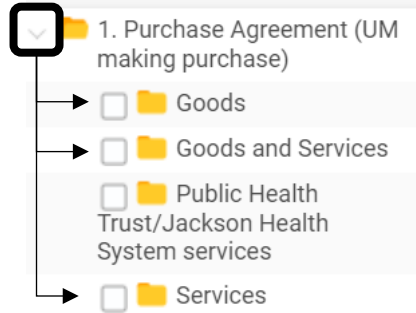 1. Purchase Agreement (UM
making purchase)
Goods
Goods and Services
Public Health
Trust/Jackson Health
System services
Services